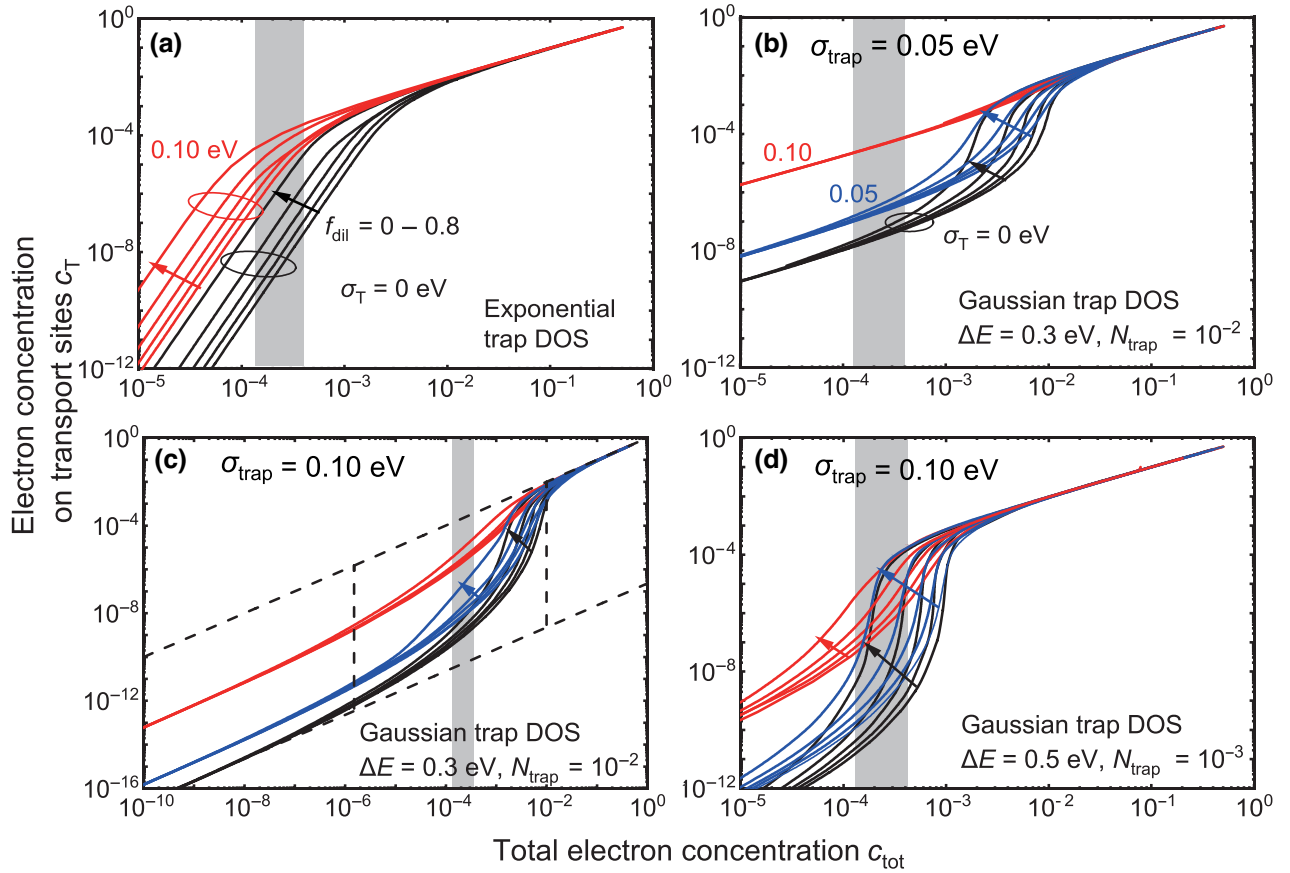 Electron concentration
on transport sites c_T
(a)
10^0
10^-4
10^-8
10^-12
0.10 eV
f_dil = 0 – 0.8
σ_T = 0 eV
Exponential
trap DOS
10^-5 10^-4 10^-3 10^-2 10^-1 10^0
(b) σ_trap = 0.05 eV
10^0
10^-4
10^-8
10^-12
0.10
0.05
σ_T = 0 eV
Gaussian trap DOS
ΔE = 0.3 eV, N_trap = 10^-2
10^-5 10^-4 10^-3 10^-2 10^-1 10^0
(c) σ_trap = 0.10 eV
10^0
10^-4
10^-8
10^-12
10^-16
Gaussian trap DOS
ΔE = 0.3 eV, N_trap = 10^-2
10^-10 10^-8 10^-6 10^-4 10^-2 10^0
(d) σ_trap = 0.10 eV
10^0
10^-4
10^-8
10^-12
Gaussian trap DOS
ΔE = 0.5 eV, N_trap = 10^-3
10^-5 10^-4 10^-3 10^-2 10^-1 10^0
Total electron concentration c_tot